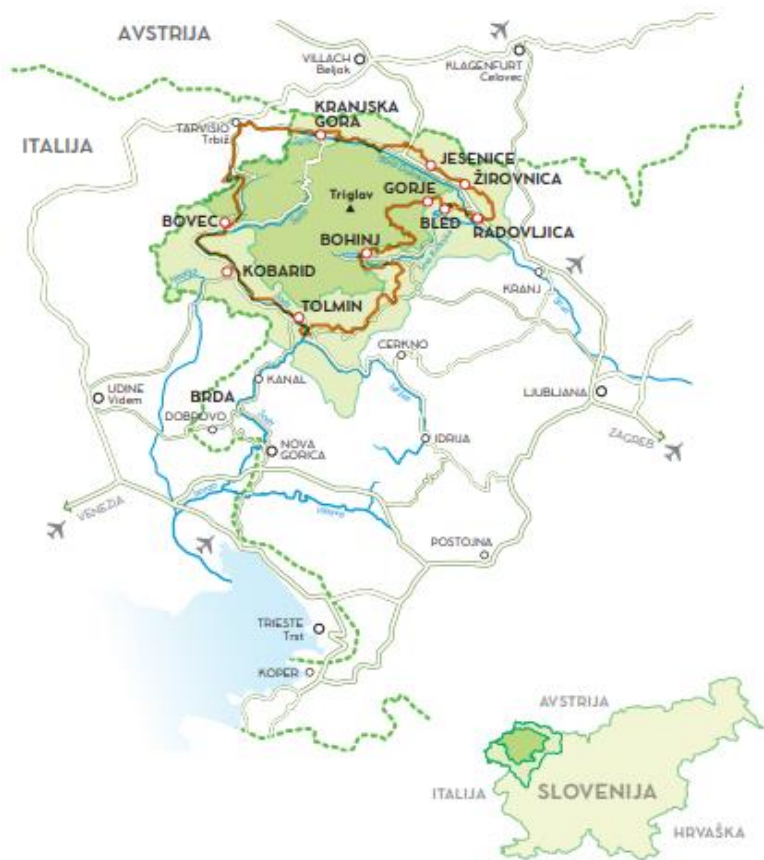 AVSTRIJA
VILLACH
Beljak
KLAGENFURT
Celovec
KRANJSKA
GORA
TARVISIO
Trbiž
ITALIJA
JESENICE
ŽIROVNICA
GORJE
Triglav
BLED
RADOVLJICA
BOVEC
BOHINJ
KOBARID
KRANJ
TOLMIN
CERKNO
KANAL
UDINE
Videm
BRDA
LJUBLJANA
DOBROVO
IDRIJA
ZAGREB
NOVA
GORICA
VENEZIA
POSTOJNA
TRIESTE
Trst
KOPER
AVSTRIJA
ITALIJA
SLOVENIJA
HRVAŠKA